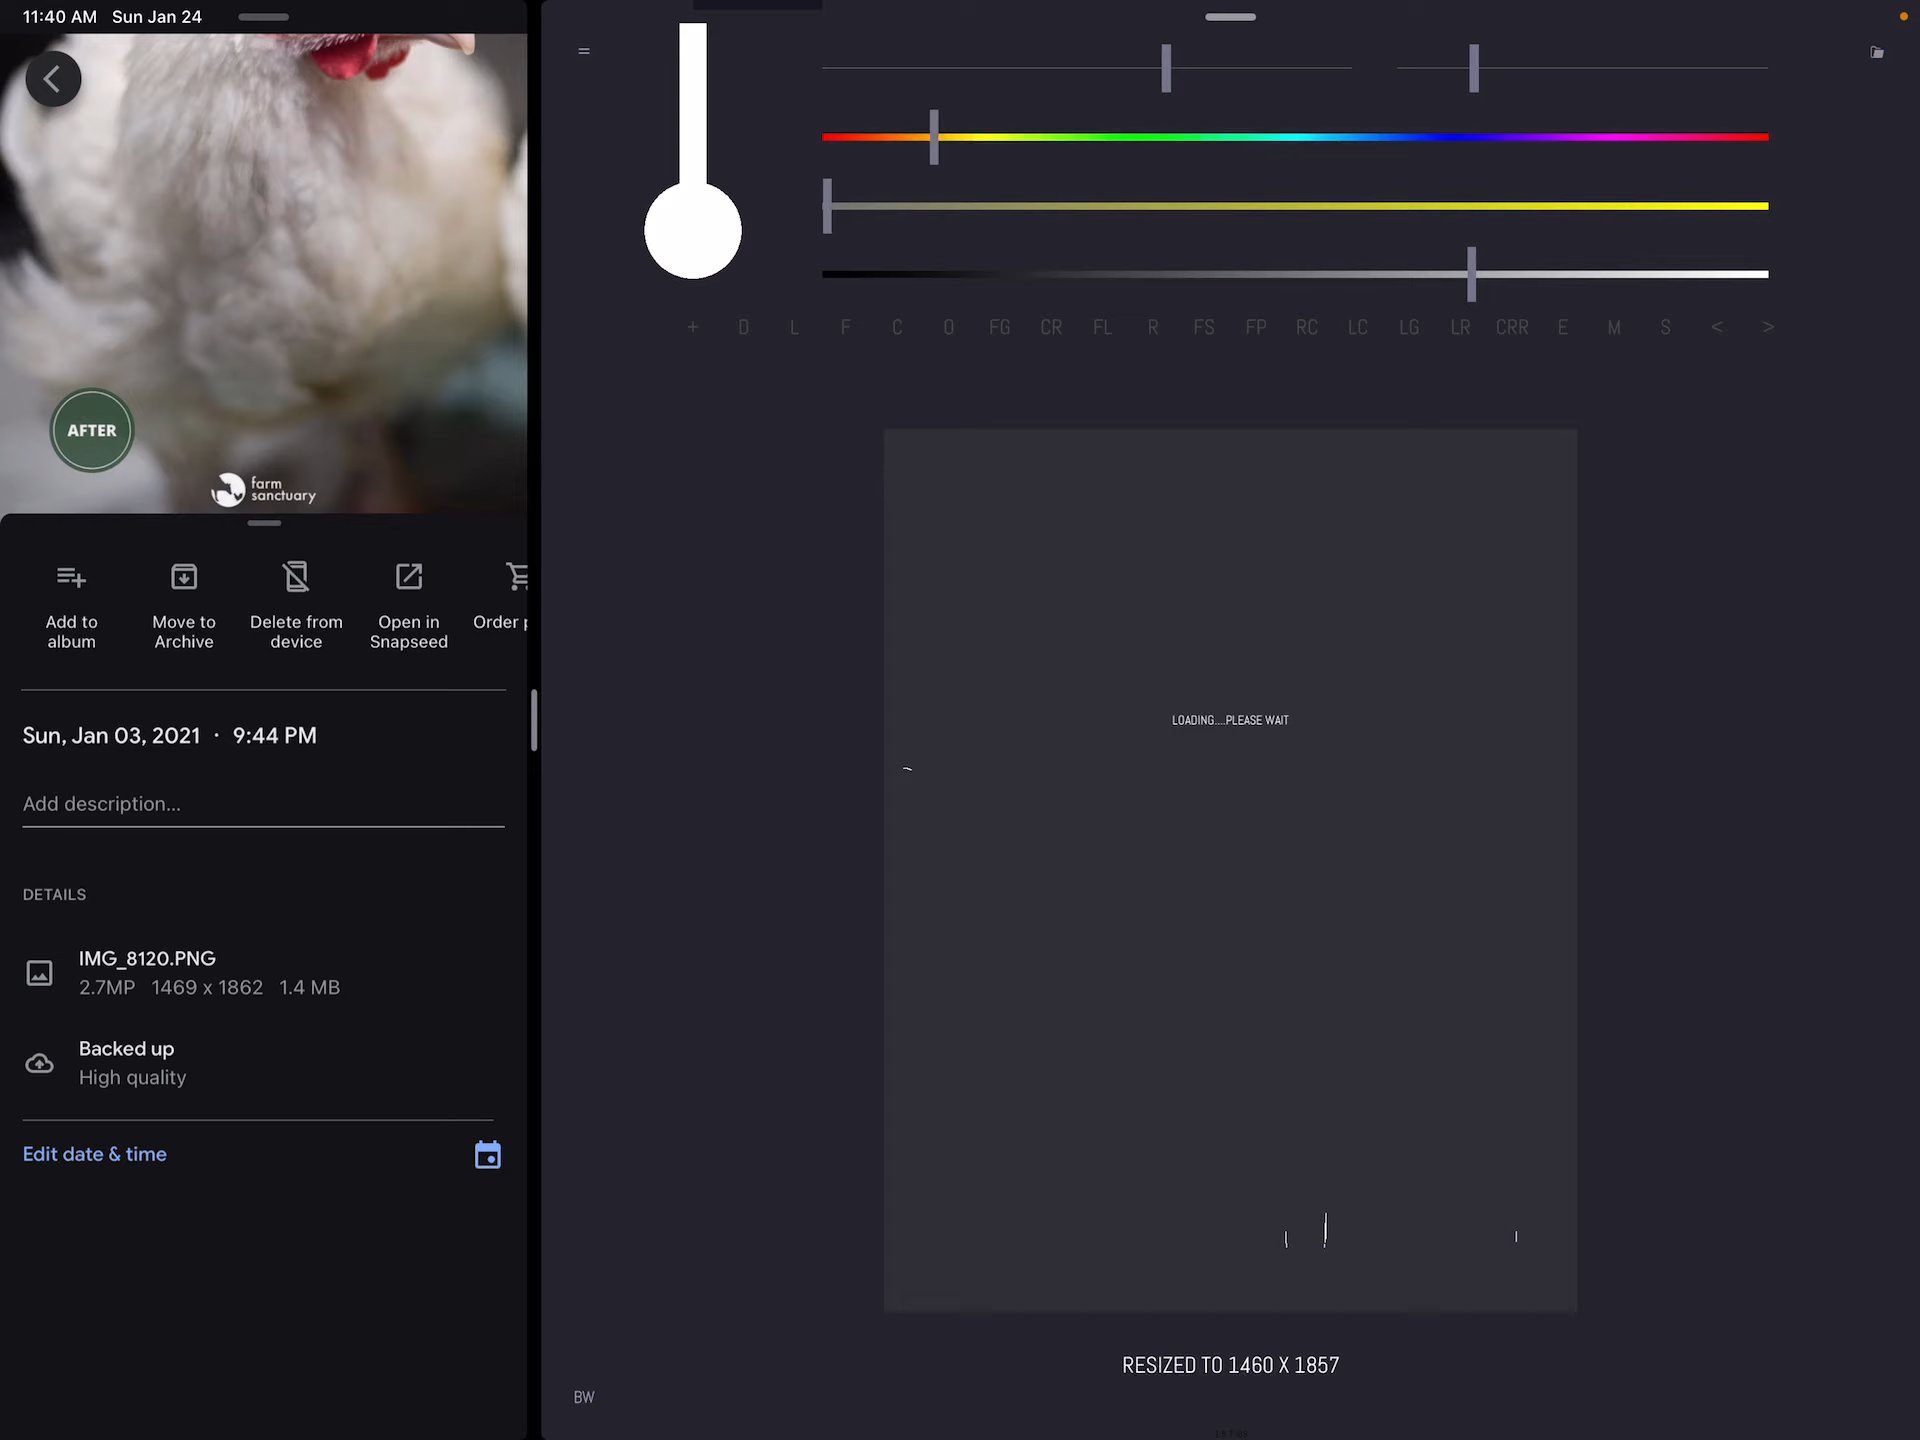 11:40 AM Sun Jan 24
AFTER
farm
sanctuary
Add to
album
Move to
Archive
Delete from
device
Open in
Snapseed
Order
Sun, Jan 03, 2021 · 9:44 PM
Add description...
DETAILS
IMG_8120.PNG
2.7MP 1469 x 1862 1.4 MB
Backed up
High quality
Edit date & time
+ D L F C O FG CR FL R FS FP RC LC LG LR CRR E M S < >
LOADING....PLEASE WAIT
RESIZED TO 1460 X 1857
BW